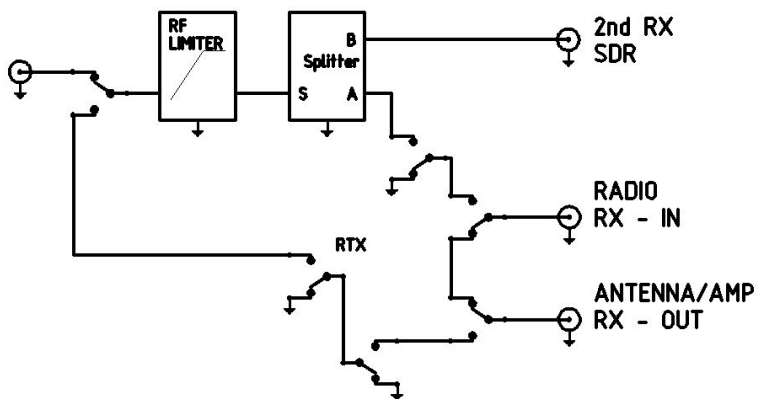 RF
LIMITER
B
Splitter
S
A
2nd RX
SDR
RADIO
RX - IN
RTX
ANTENNA/AMP
RX - OUT